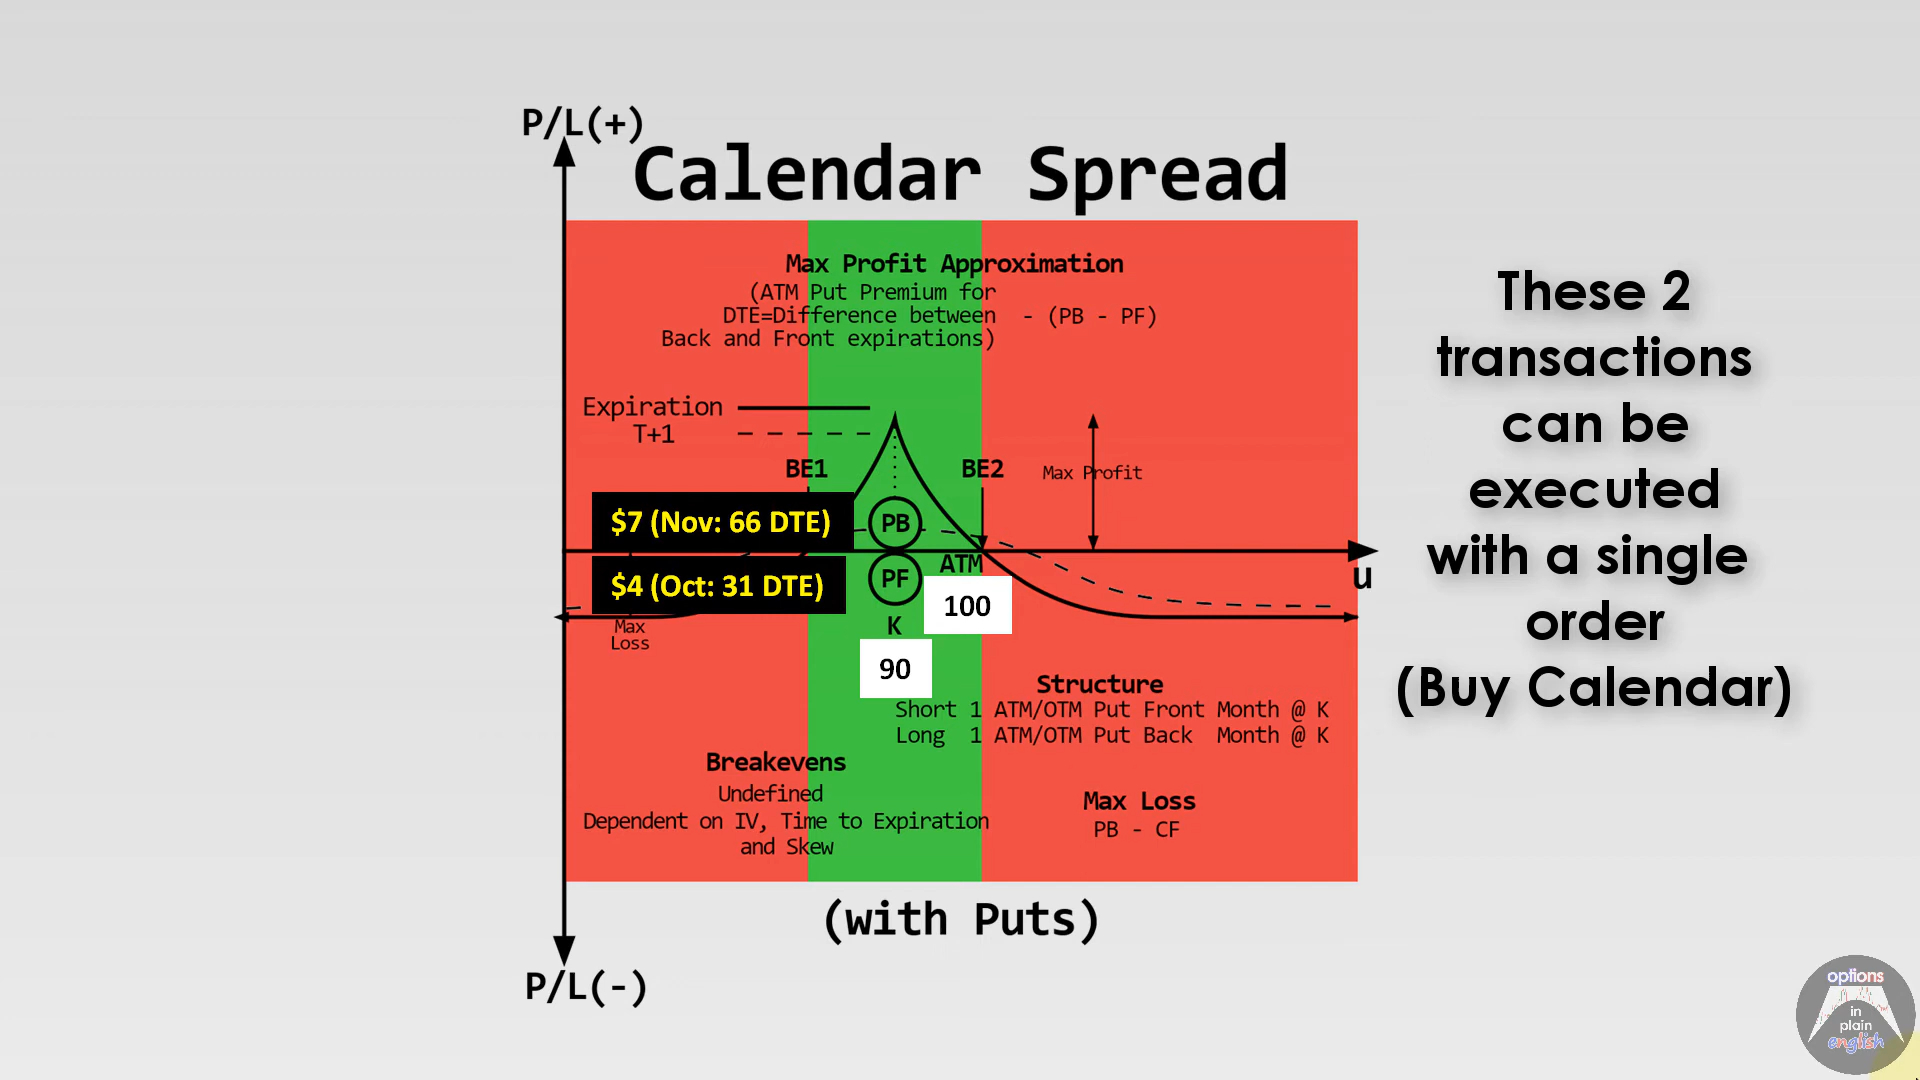 P/L(+)
Calendar Spread
Max Profit Approximation
(ATM Put Premium for
DTE=Difference between - (PB - PF)
Back and Front expirations)
Expiration
T+1
BE1
BE2
Max Profit
$7 (Nov: 66 DTE)
PB
$4 (Oct: 31 DTE)
PF
ATM
100
u
K
90
Max
Loss
Structure
Short 1 ATM/OTM Put Front Month @ K
Long 1 ATM/OTM Put Back Month @ K
Breakevens
Undefined
Dependent on IV, Time to Expiration
and Skew
Max Loss
PB - CF
(with Puts)
P/L(-)
These 2
transactions
can be
executed
with a single
order
(Buy Calendar)
options
in
plain
english